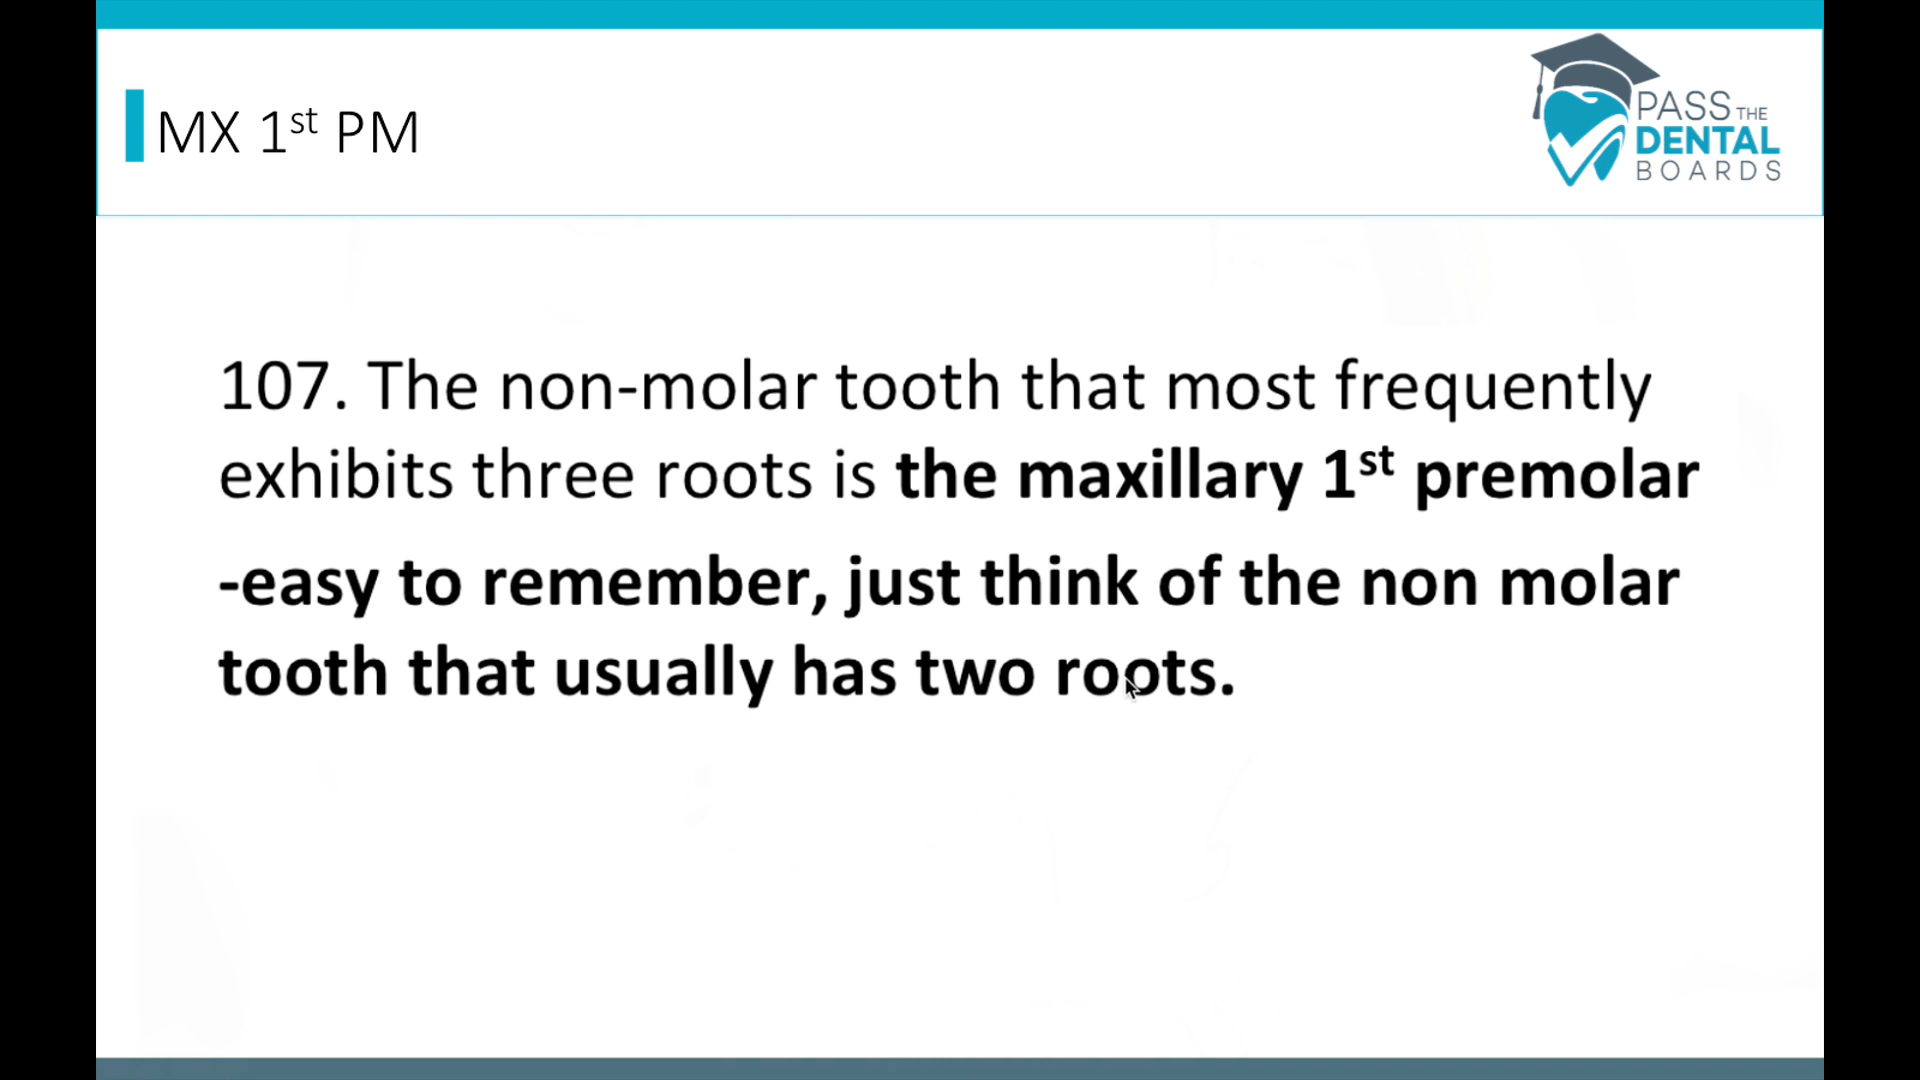 MX 1st PM
PASS THE
DENTAL
BOARDS
107. The non-molar tooth that most frequently
exhibits three roots is the maxillary 1st premolar
-easy to remember, just think of the non molar
tooth that usually has two roots.